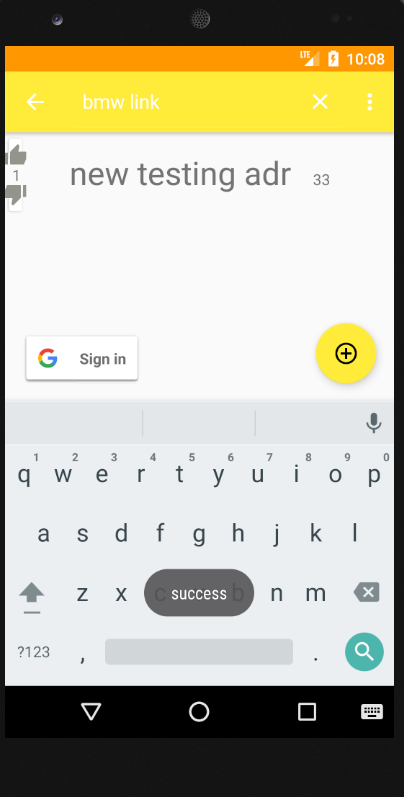 LTE 10:08
bmw link
new testing adr 33
1
Sign in
1 2 3 4 5 6 7 8 9 0
q w e r t y u i o p
a s d f g h j k l
z x c b n m
success
?123 , .